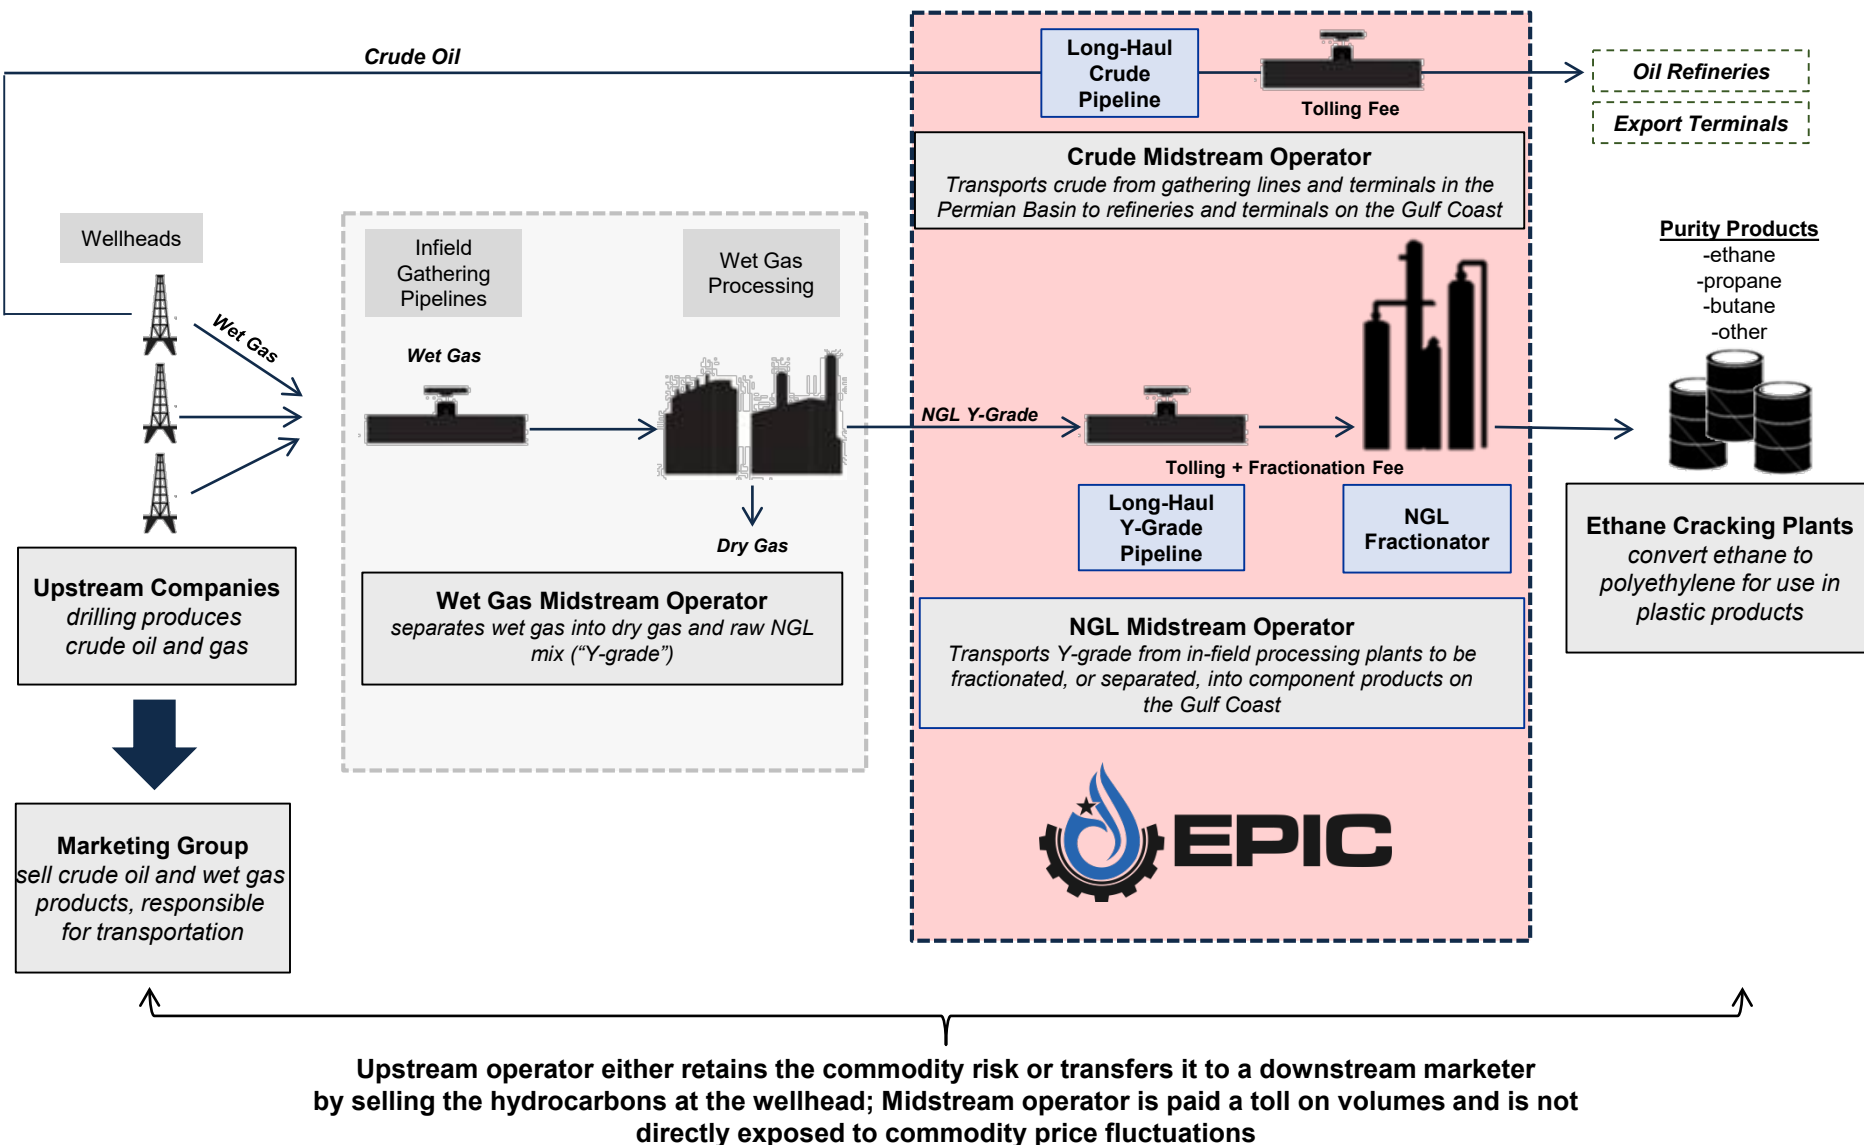 Crude Oil
Long-Haul
Crude
Pipeline
Tolling Fee
Oil Refineries
Export Terminals
Crude Midstream Operator
Transports crude from gathering lines and terminals in the
Permian Basin to refineries and terminals on the Gulf Coast
Wellheads
Wet Gas
Infield
Gathering
Pipelines
Wet Gas
Processing
Wet Gas
Dry Gas
NGL Y-Grade
Tolling + Fractionation Fee
Long-Haul
Y-Grade
Pipeline
NGL
Fractionator
Purity Products
-ethane
-propane
-butane
-other
Upstream Companies
drilling produces
crude oil and gas
Wet Gas Midstream Operator
separates wet gas into dry gas and raw NGL
mix (“Y-grade”)
NGL Midstream Operator
Transports Y-grade from in-field processing plants to be
fractionated, or separated, into component products on
the Gulf Coast
Ethane Cracking Plants
convert ethane to
polyethylene for use in
plastic products
Marketing Group
sell crude oil and wet gas
products, responsible
for transportation
EPIC
Upstream operator either retains the commodity risk or transfers it to a downstream marketer
by selling the hydrocarbons at the wellhead; Midstream operator is paid a toll on volumes and is not
directly exposed to commodity price fluctuations